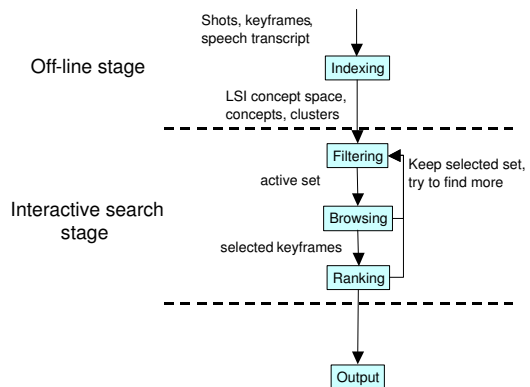 Shots, keyframes,
speech transcript
Off-line stage
Indexing
LSI concept space,
concepts, clusters
Filtering
Keep selected set,
try to find more
active set
Interactive search
stage
Browsing
selected keyframes
Ranking
Output